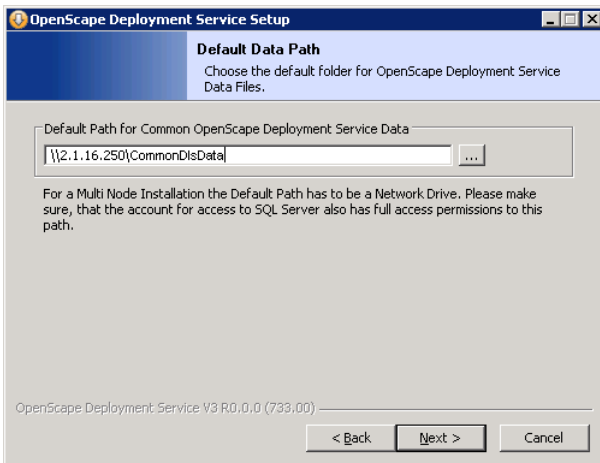 OpenScape Deployment Service Setup
Default Data Path
Choose the default folder for OpenScape Deployment Service
Data Files.
Default Path for Common OpenScape Deployment Service Data
\\2.1.16.250\CommonDlsData
...
For a Multi Node Installation the Default Path has to be a Network Drive. Please make
sure, that the account for access to SQL Server also has full access permissions to this
path.
OpenScape Deployment Service V3 R0.0.0 (733.00)
< Back
Next >
Cancel